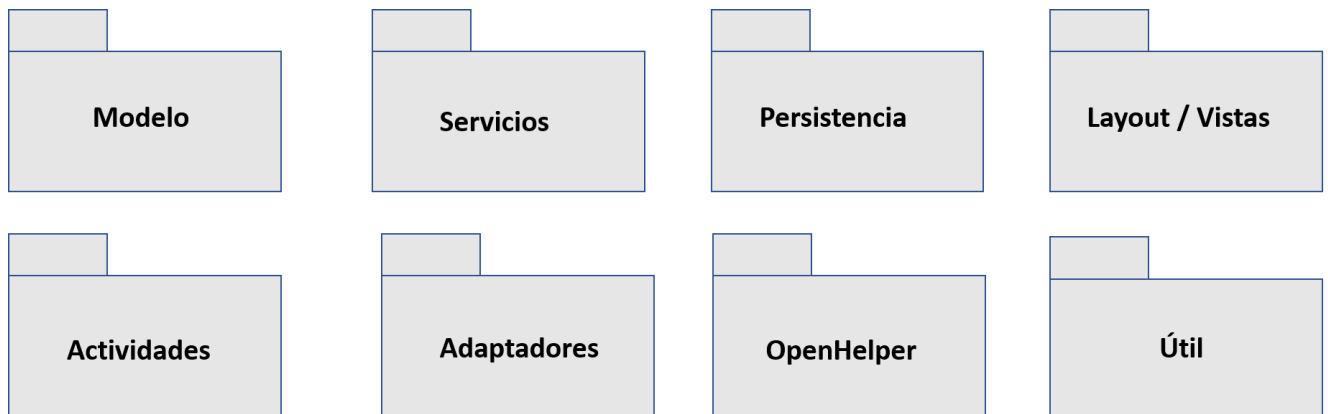 Modelo
Servicios
Persistencia
Layout / Vistas
Actividades
Adaptadores
OpenHelper
Útil